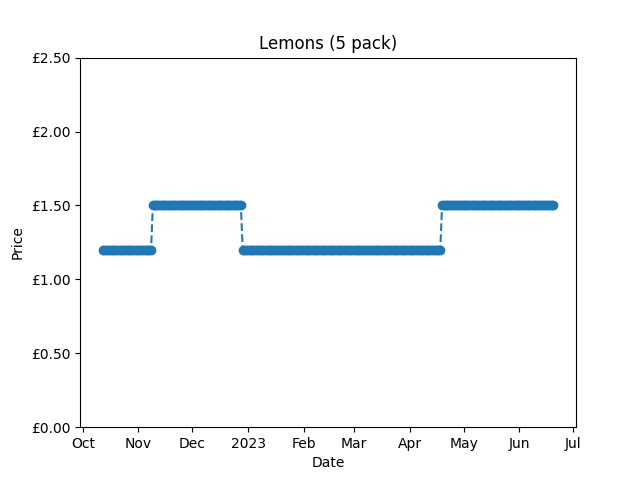 Lemons (5 pack)
£2.50
£2.00
£1.50
£1.00
£0.50
£0.00
Price
Oct Nov Dec 2023 Feb Mar Apr May Jun Jul
Date